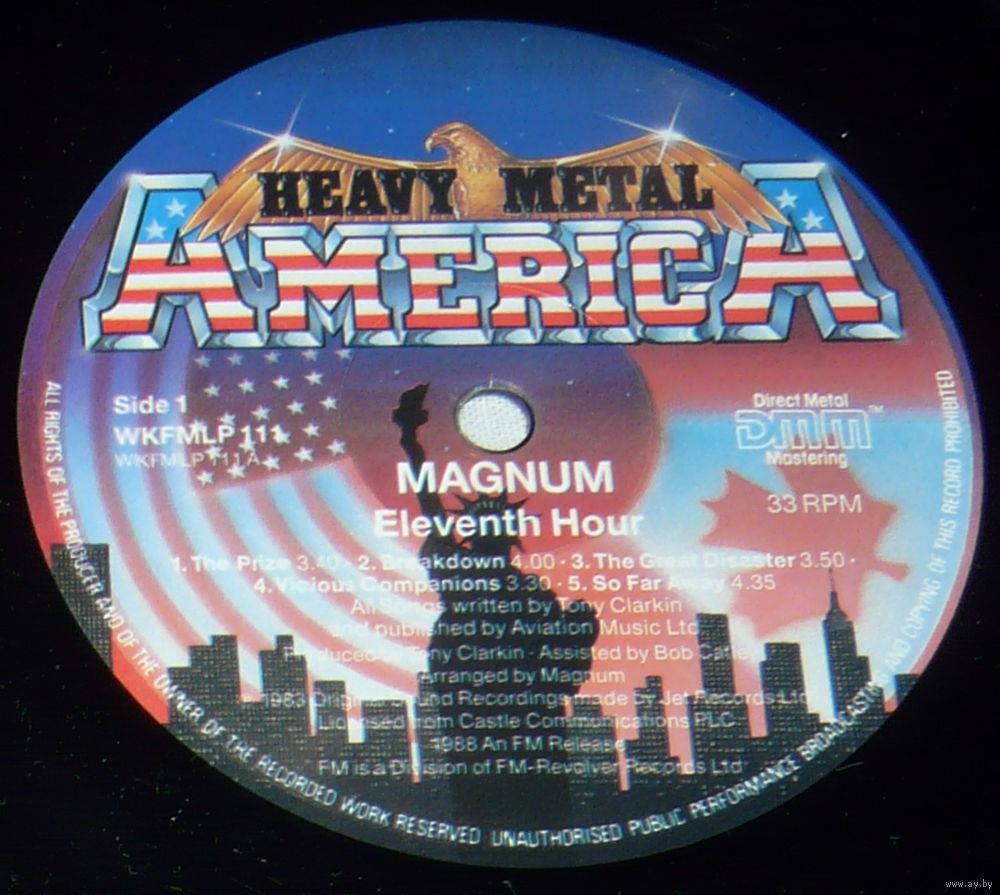 HEAVY METAL
AMERICA
Side 1
WKFMLP 111
WKFMLP 111 A
Direct Metal
DMM™
Mastering
33 RPM
MAGNUM
Eleventh Hour
1. The Prize 3.40 · 2. Breakdown 4.00 · 3. The Great Disaster 3.50 ·
4. Vicious Companions 3.30 · 5. So Far Away 4.35
All Songs written by Tony Clarkin
and published by Aviation Music Ltd
Produced by Tony Clarkin - Assisted by Bob Catley
Arranged by Magnum
℗ 1983 Original Sound Recordings made by Jet Records Ltd
Licensed from Castle Communications PLC
1988 An FM Release
FM is a Division of FM-Revolver Records Ltd
ALL RIGHTS OF THE PRODUCER AND OF THE OWNER OF THE RECORDED WORK RESERVED UNAUTHORISED PUBLIC PERFORMANCE BROADCASTING AND COPYING OF THIS RECORD PROHIBITED
www.ay.by